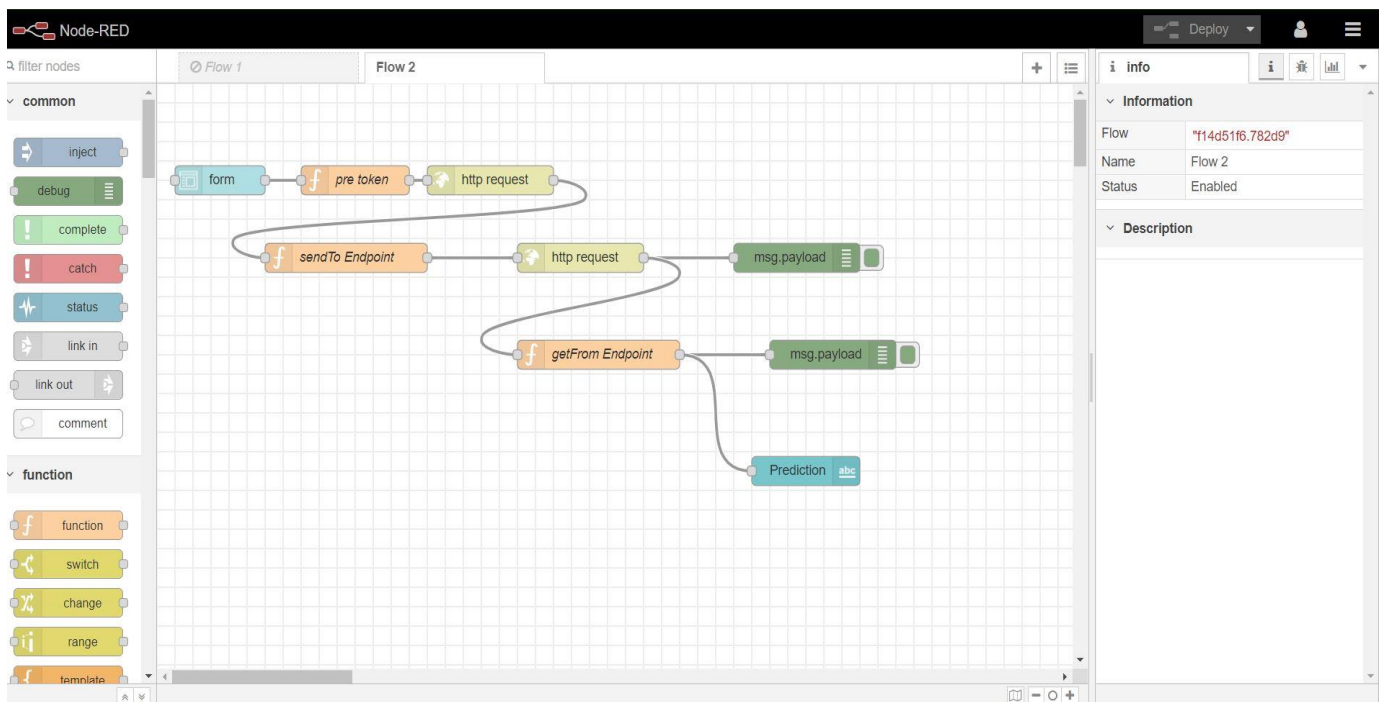 Node-RED
Deploy
filter nodes
Flow 1
Flow 2
i info
i
common
inject
debug
complete
catch
status
link in
link out
comment
function
function
switch
change
range
template
form
pre token
http request
sendTo Endpoint
http request
msg.payload
getFrom Endpoint
msg.payload
Prediction abc
Information
Flow "f14d51f6.782d9"
Name Flow 2
Status Enabled
Description